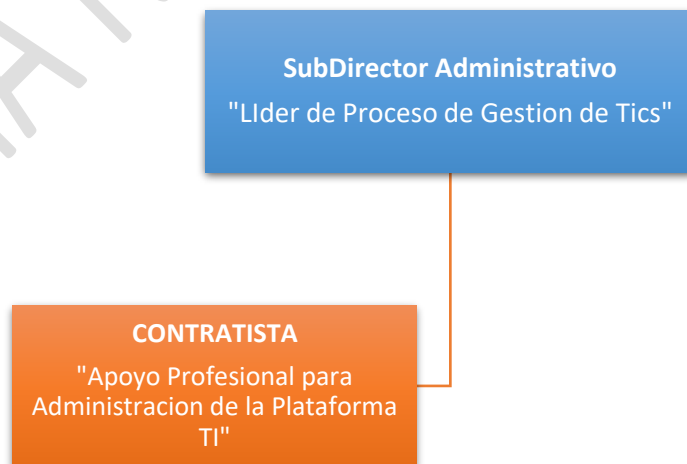 SubDirector Administrativo
"LIder de Proceso de Gestion de Tics"
CONTRATISTA
"Apoyo Profesional para
Administracion de la Plataforma
TI"